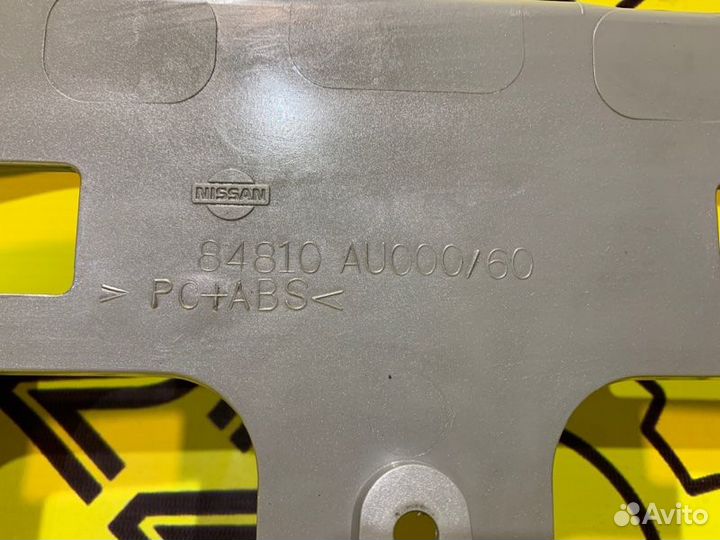 NISSAN
84810 AU000/60
> PC+ABS<
Avito